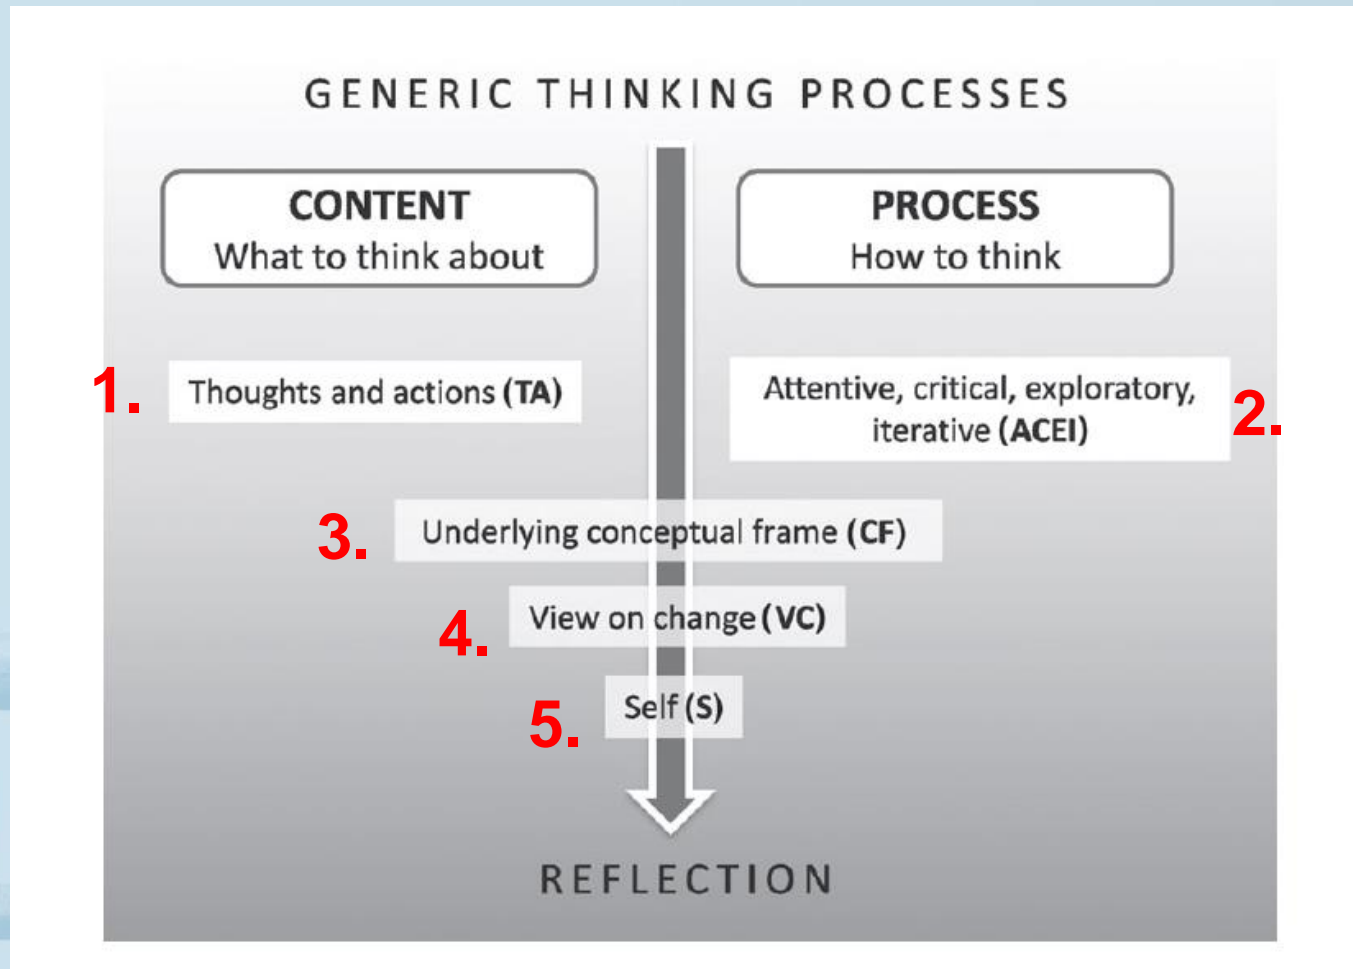 GENERIC THINKING PROCESSES
CONTENT
What to think about
PROCESS
How to think
1.
Thoughts and actions (TA)
Attentive, critical, exploratory,
iterative (ACEI)
2.
3.
Underlying conceptual frame (CF)
4.
View on change (VC)
5.
Self (S)
REFLECTION